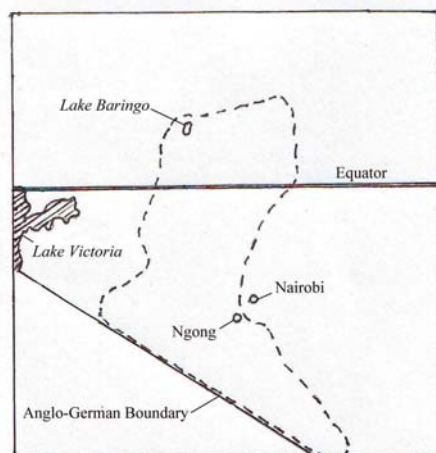 Lake Baringo
Equator
Lake Victoria
Nairobi
Ngong
Anglo-German Boundary